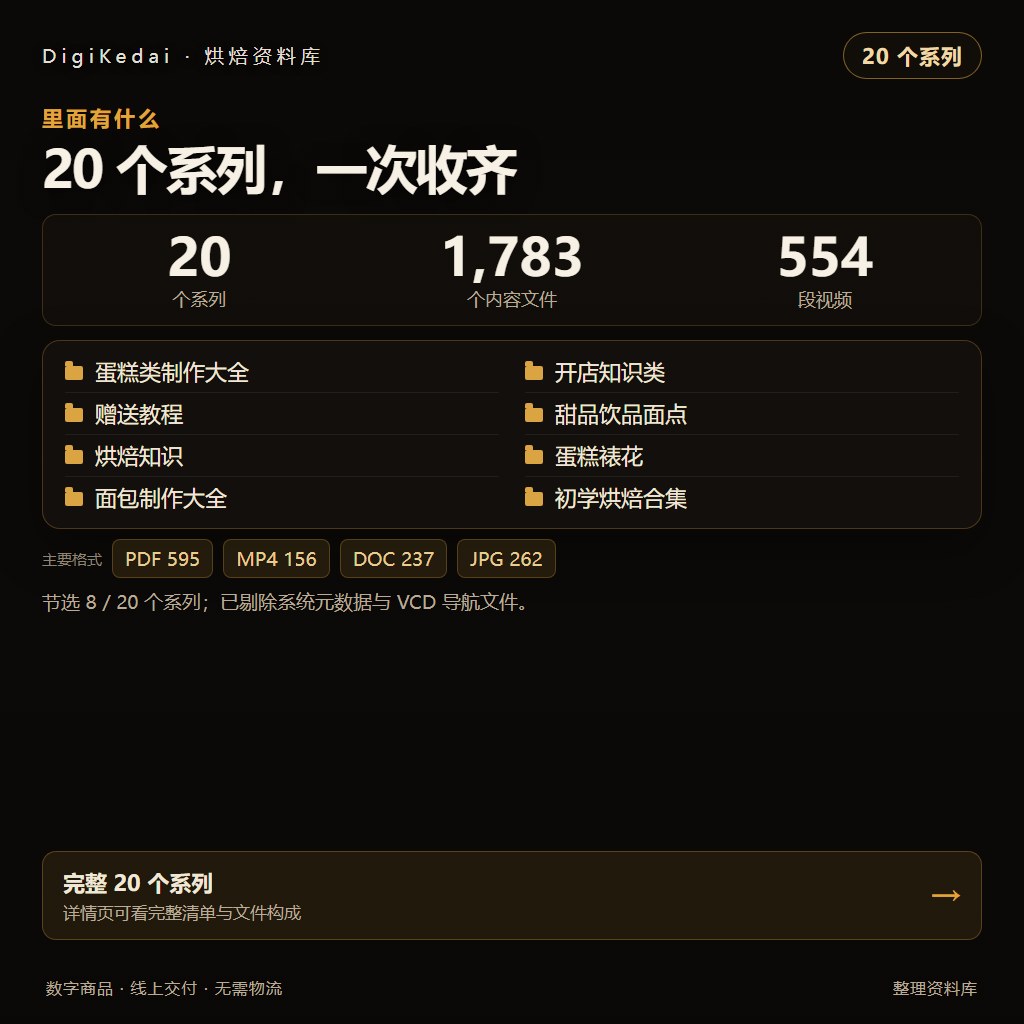 DigiKedai · 烘焙资料库
20 个系列
里面有什么
20 个系列，一次收齐
20
个系列
1,783
个内容文件
554
段视频
蛋糕类制作大全
开店知识类
赠送教程
甜品饮品面点
烘焙知识
蛋糕裱花
面包制作大全
初学烘焙合集
主要格式 PDF 595 MP4 156 DOC 237 JPG 262
节选 8 / 20 个系列；已剔除系统元数据与 VCD 导航文件。
完整 20 个系列
详情页可看完整清单与文件构成
→
数字商品 · 线上交付 · 无需物流
整理资料库